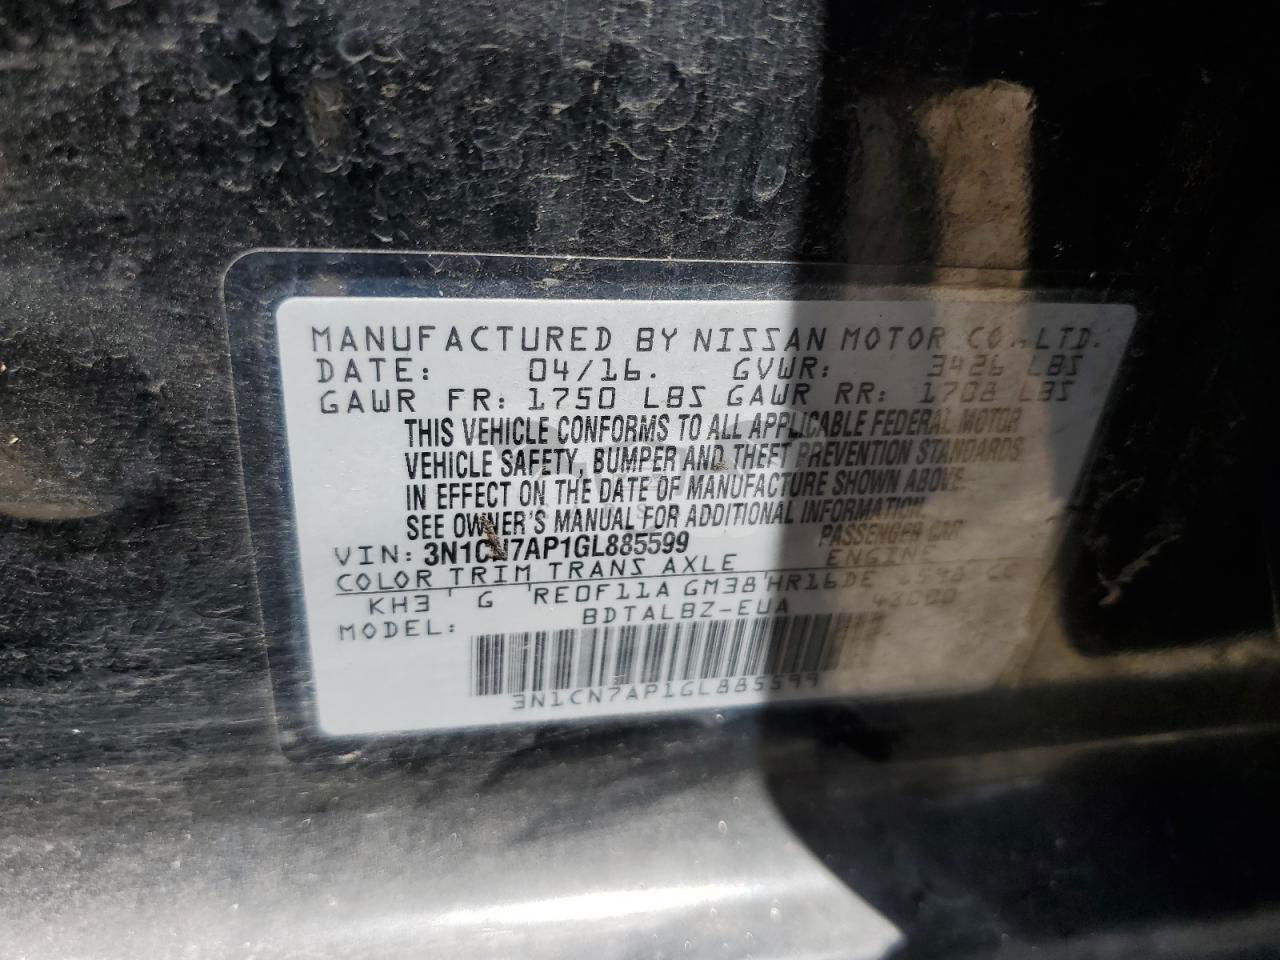 MANUFACTURED BY NISSAN MOTOR CO.,LTD.
DATE: 04/16. GVWR: 3426 LBS
GAWR FR: 1750 LBS GAWR RR: 1708 LBS
THIS VEHICLE CONFORMS TO ALL APPLICABLE FEDERAL MOTOR
VEHICLE SAFETY, BUMPER AND THEFT PREVENTION STANDARDS
IN EFFECT ON THE DATE OF MANUFACTURE SHOWN ABOVE
SEE OWNER'S MANUAL FOR ADDITIONAL INFORMATION.
VIN: 3N1CN7AP1GL885599 PASSENGER CAR
COLOR TRIM TRANS AXLE ENGINE
KH3 ' G 'RE0F11A GM38'HR16DE 1598 CC
MODEL: BDTALBZ-EUA 42000
3N1CN7AP1GL885599